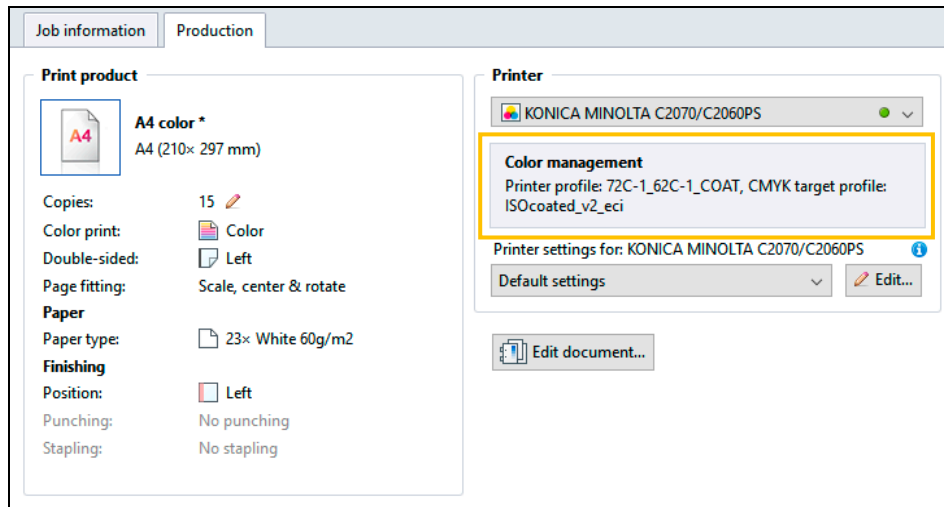 Job information
Production
Print product
A4
A4 color *
A4 (210× 297 mm)
Copies: 15
Color print: Color
Double-sided: Left
Page fitting: Scale, center & rotate
Paper
Paper type: 23× White 60g/m2
Finishing
Position: Left
Punching: No punching
Stapling: No stapling
Printer
KONICA MINOLTA C2070/C2060PS
Color management
Printer profile: 72C-1_62C-1_COAT, CMYK target profile:
ISOcoated_v2_eci
Printer settings for: KONICA MINOLTA C2070/C2060PS
Default settings
Edit...
Edit document...